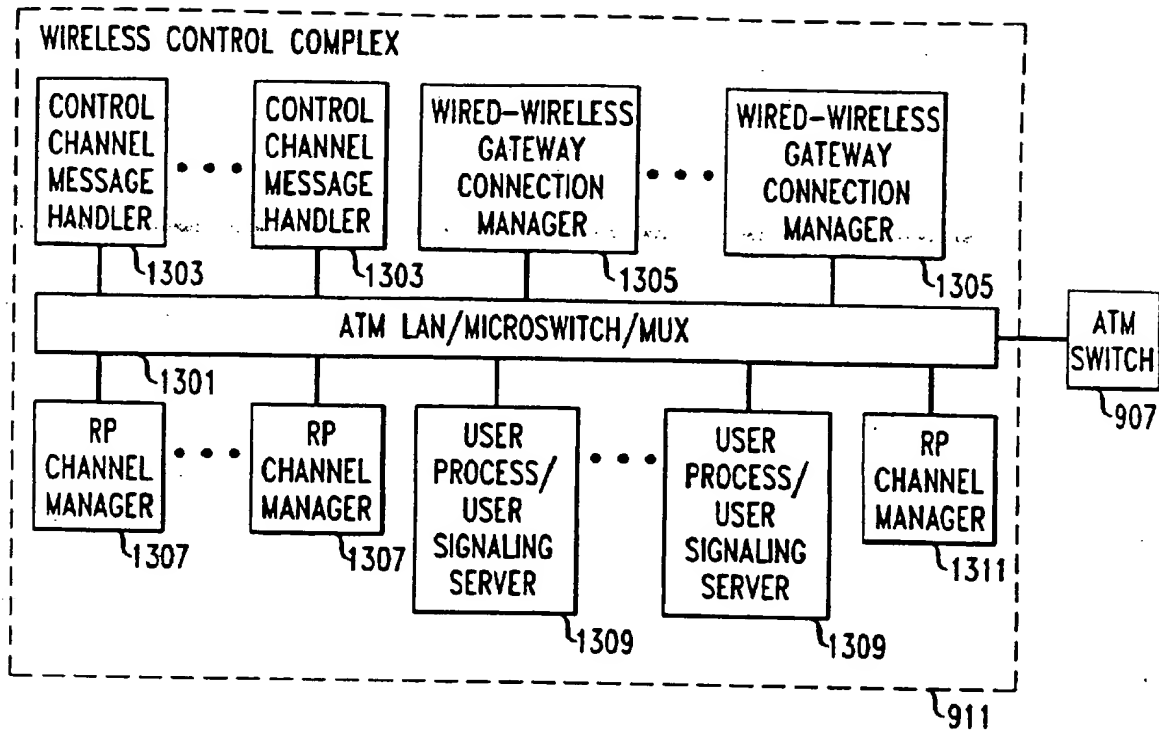 WIRELESS CONTROL COMPLEX
CONTROL
CHANNEL
MESSAGE
HANDLER
1303
CONTROL
CHANNEL
MESSAGE
HANDLER
1303
WIRED-WIRELESS
GATEWAY
CONNECTION
MANAGER
1305
WIRED-WIRELESS
GATEWAY
CONNECTION
MANAGER
1305
ATM LAN/MICROSWITCH/MUX
1301
ATM
SWITCH
907
RP
CHANNEL
MANAGER
1307
RP
CHANNEL
MANAGER
1307
USER
PROCESS/
USER
SIGNALING
SERVER
1309
USER
PROCESS/
USER
SIGNALING
SERVER
1309
RP
CHANNEL
MANAGER
1311
911